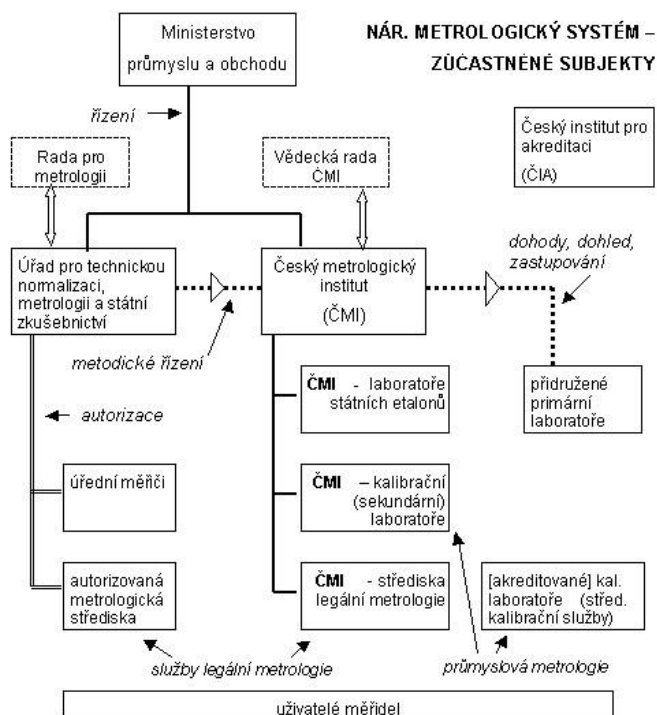 Ministerstvo
průmyslu a obchodu
NÁR. METROLOGICKÝ SYSTÉM –
ZÚČASTNĚNÉ SUBJEKTY
řízení
Český institut pro
akreditaci
(ČIA)
Rada pro
metrologii
Vědecká rada
ČMI
Úřad pro technickou
normalizaci,
metrologii a státní
zkušebnictví
Český metrologický
institut
(ČMI)
dohody, dohled,
zastupování
metodické řízení
ČMI - laboratoře
státních etalonů
přidružené
primární
laboratoře
autorizace
úřední měřiči
ČMI – kalibrační
(sekundární)
laboratoře
autorizovaná
metrologická
střediska
ČMI - střediska
legální metrologie
[akreditované] kal.
laboratoře (střed.
kalibrační služby)
služby legální metrologie
průmyslová metrologie
uživatelé měřidel